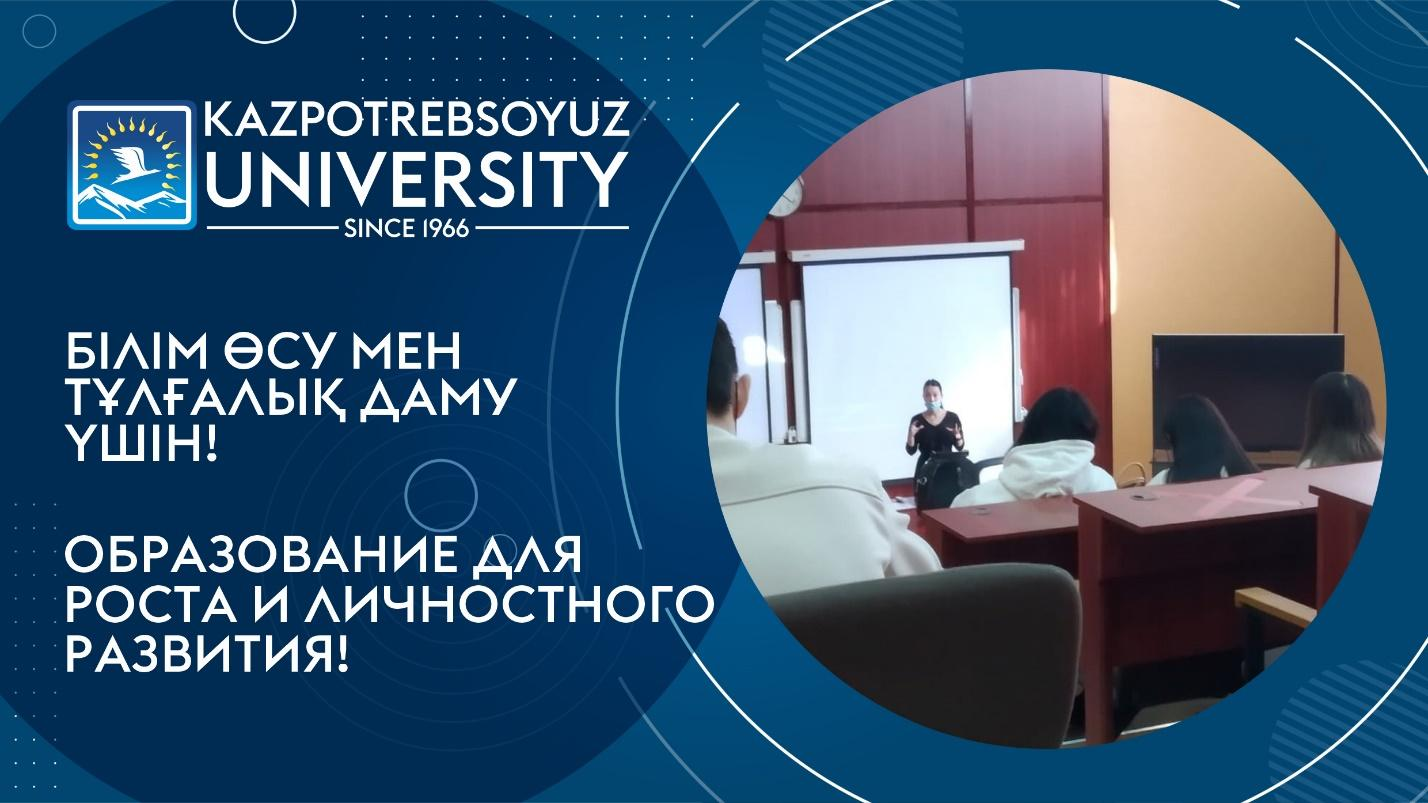 KAZPOTREBSOYUZ
UNIVERSITY
SINCE 1966
БІЛІМ ӨСУ МЕН
ТҰЛҒАЛЫҚ ДАМУ
ҮШІН!
ОБРАЗОВАНИЕ ДЛЯ
РОСТА И ЛИЧНОСТНОГО
РАЗВИТИЯ!